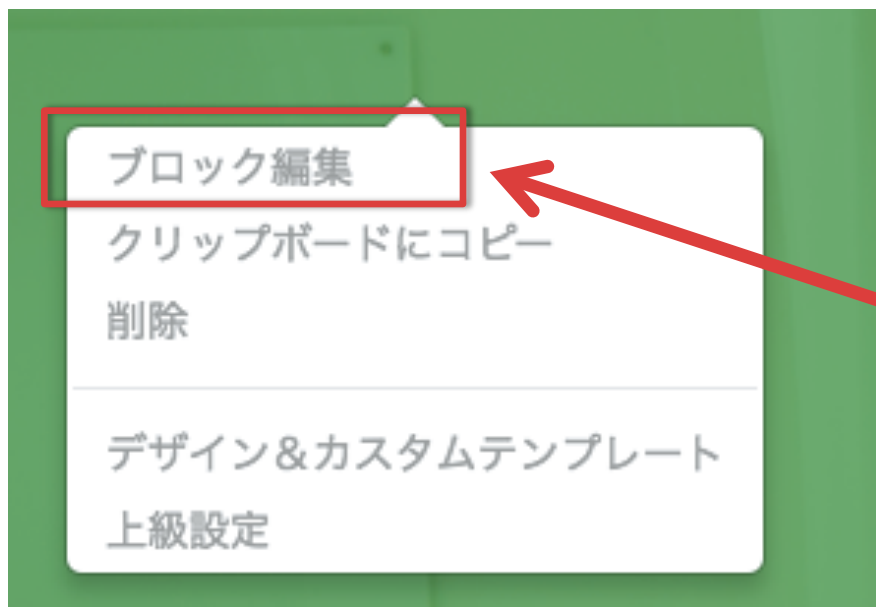 ブロック編集
クリップボードにコピー
削除
デザイン＆カスタムテンプレート
上級設定